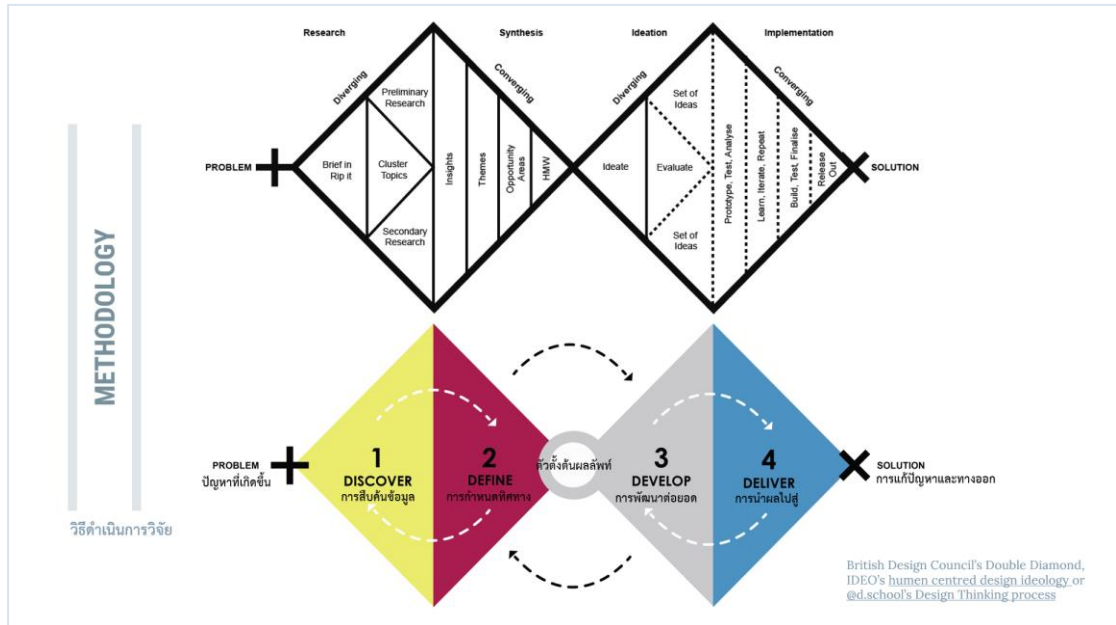 Research
Synthesis
Ideation
Implementation
Diverging
Converging
Diverging
Converging
PROBLEM
Brief in
Rip it
Preliminary
Research
Cluster
Topics
Secondary
Research
Insights
Themes
Opportunity
Areas
HMW
Ideate
Set of
Ideas
Evaluate
Set of
Ideas
Prototype, Test, Analyse
Learn, Iterate, Repeat
Build, Test, Finalise
Release
Out
SOLUTION
METHODOLOGY
วิธีดำเนินการวิจัย
PROBLEM
ปัญหาที่เกิดขึ้น
1
DISCOVER
การสืบค้นข้อมูล
2
DEFINE
การกำหนดทิศทาง
ตัวตั้งต้นผลลัพท์
3
DEVELOP
การพัฒนาต่อยอด
4
DELIVER
การนำผลไปสู่
SOLUTION
การแก้ปัญหาและทางออก
British Design Council's Double Diamond,
IDEO's human centred design ideology or
@d.school's Design Thinking process